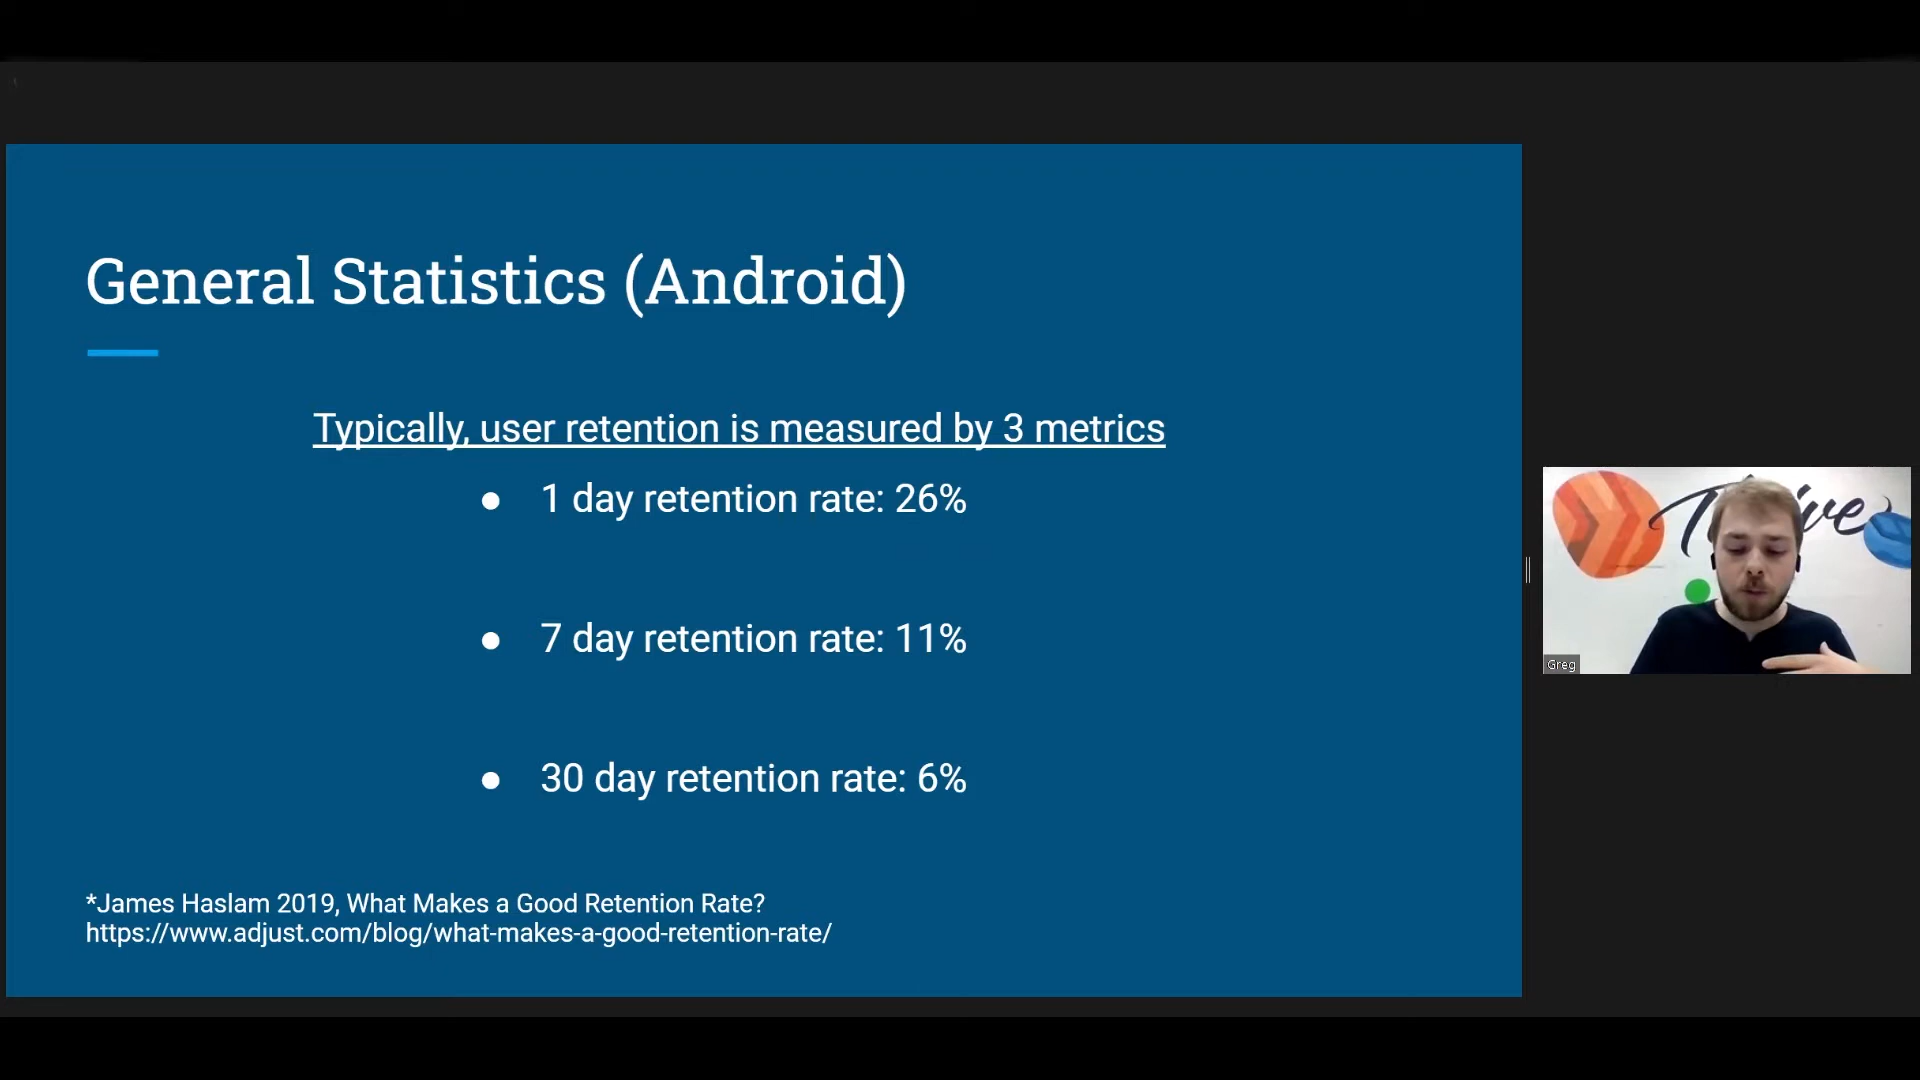 General Statistics (Android)
Typically, user retention is measured by 3 metrics
● 1 day retention rate: 26%
● 7 day retention rate: 11%
● 30 day retention rate: 6%
*James Haslam 2019, What Makes a Good Retention Rate?
https://www.adjust.com/blog/what-makes-a-good-retention-rate/
Greg